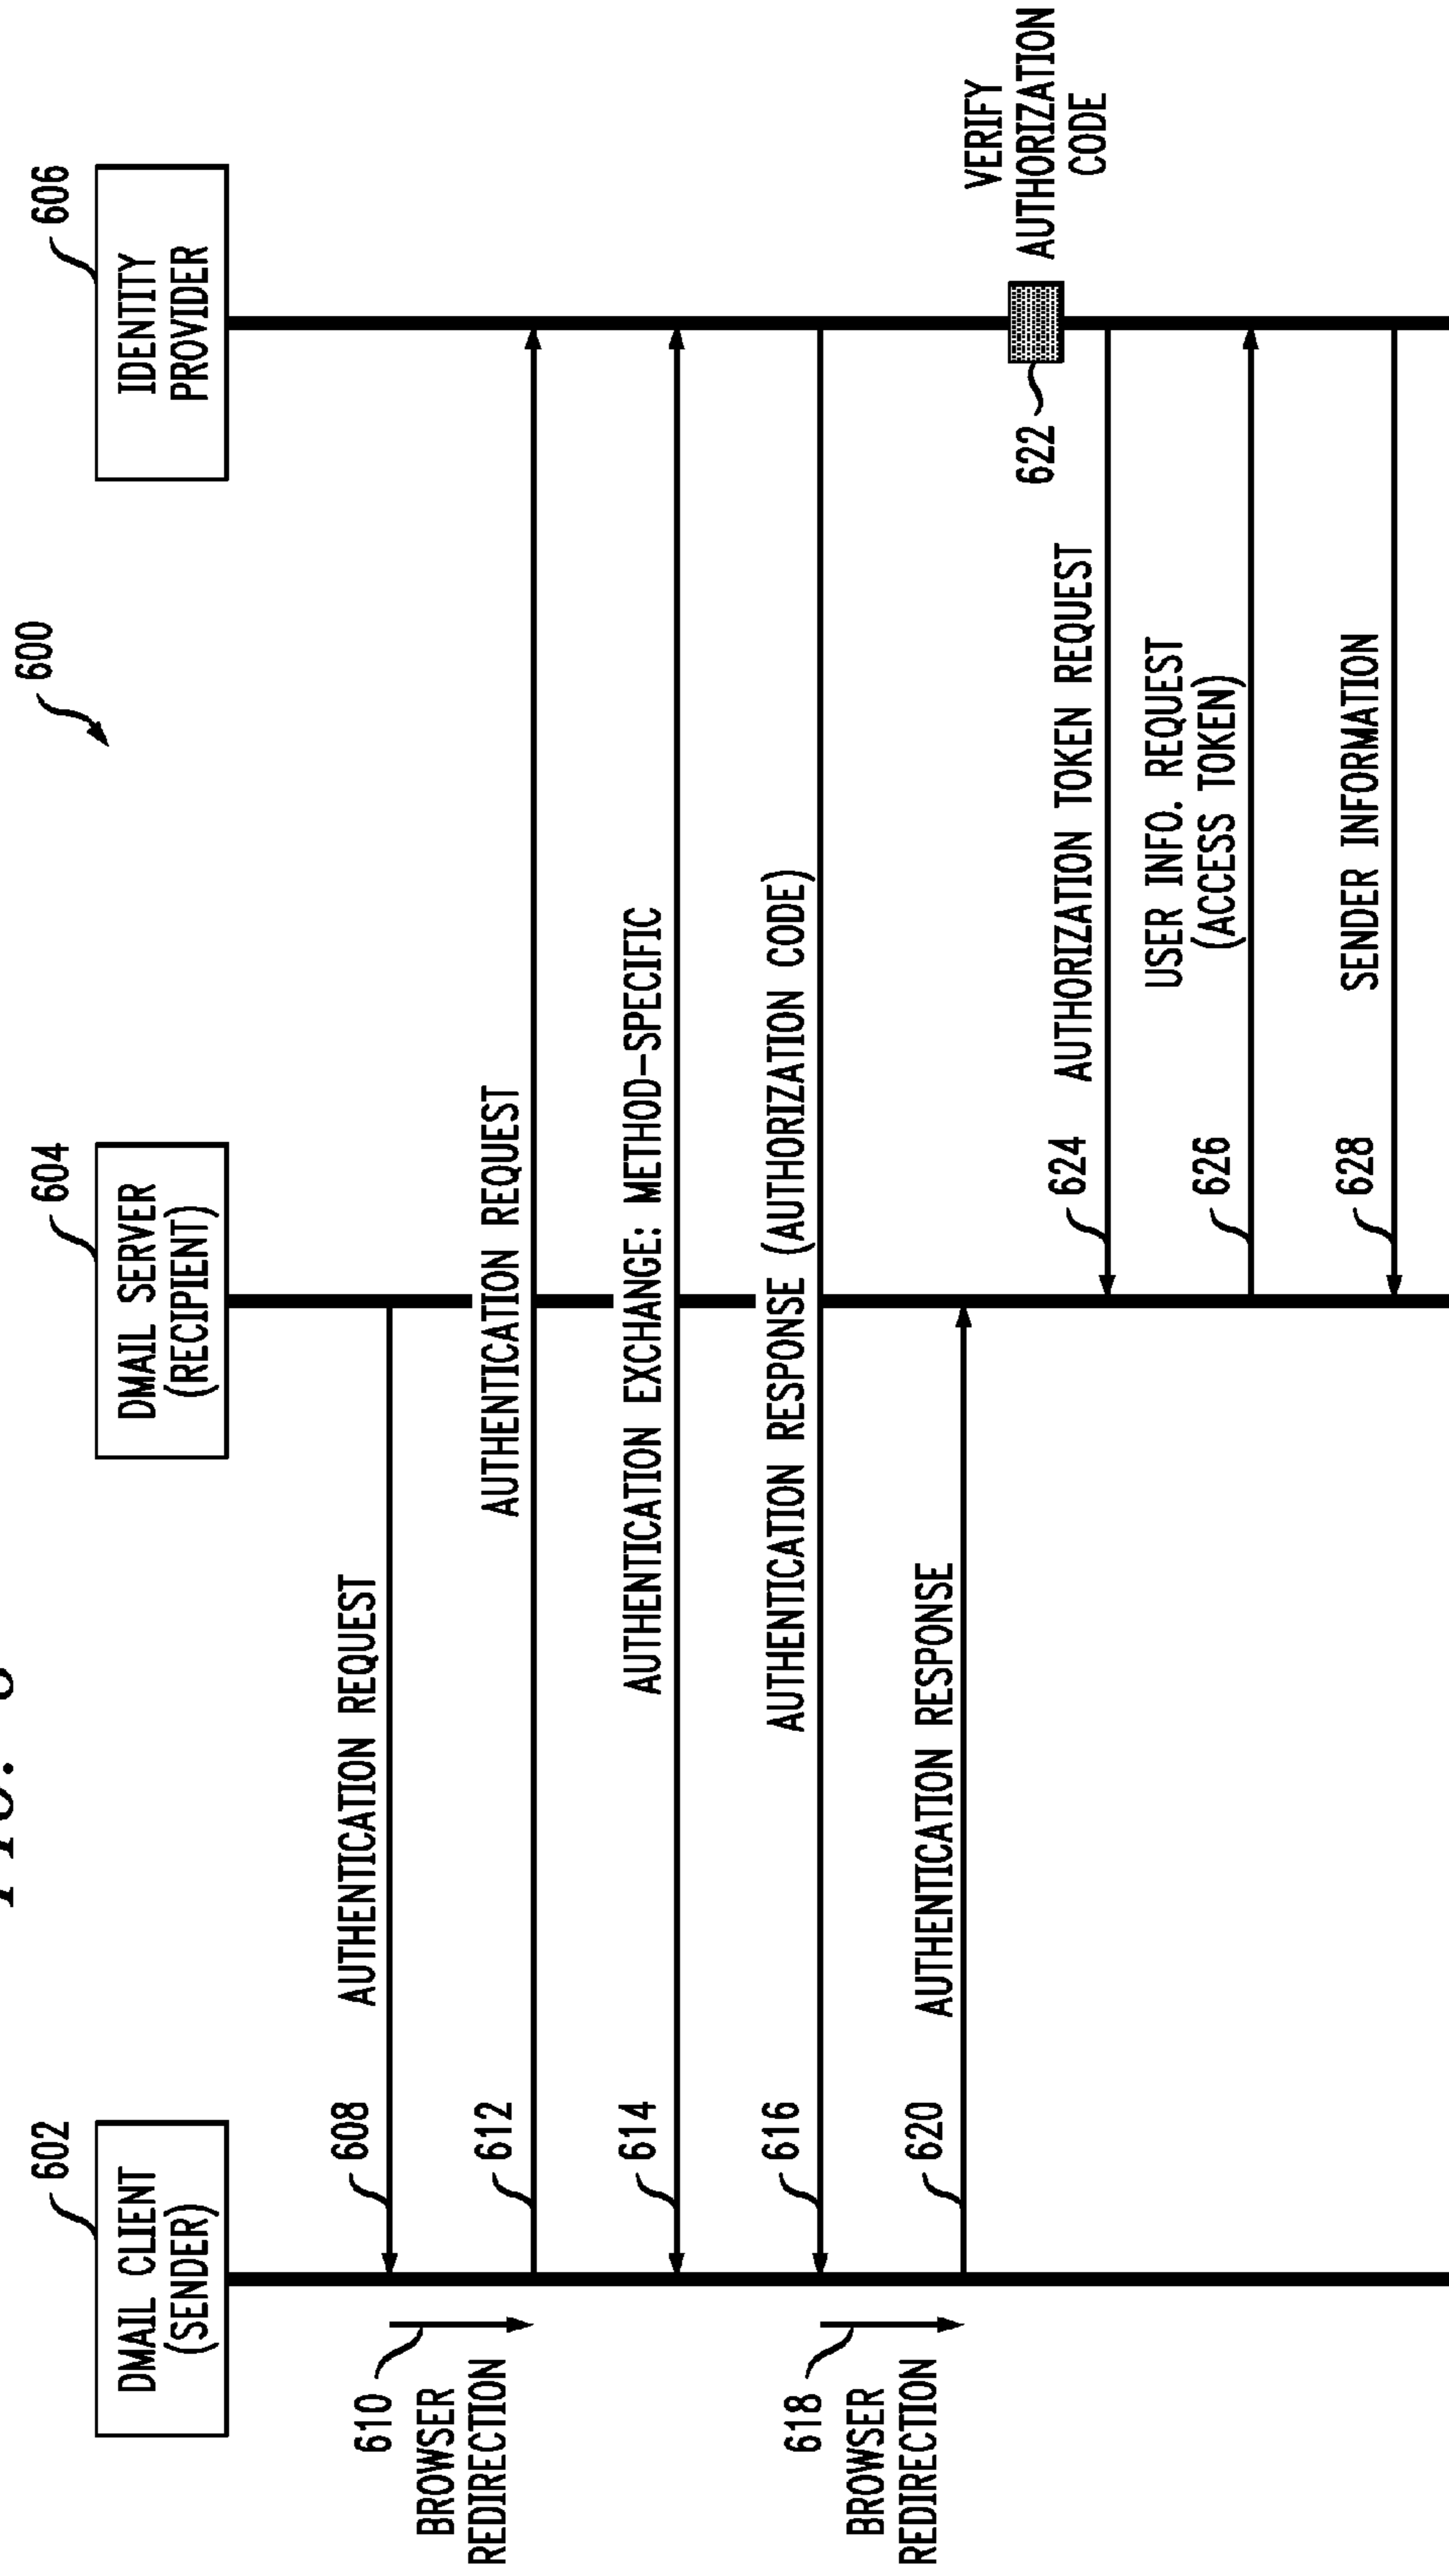 600
602
DMAIL CLIENT
(SENDER)
604
DMAIL SERVER
(RECIPIENT)
606
IDENTITY
PROVIDER
608
AUTHENTICATION REQUEST
610
BROWSER
REDIRECTION
612
AUTHENTICATION REQUEST
614
AUTHENTICATION EXCHANGE: METHOD-SPECIFIC
616
AUTHENTICATION RESPONSE (AUTHORIZATION CODE)
618
BROWSER
REDIRECTION
620
AUTHENTICATION RESPONSE
622
VERIFY
AUTHORIZATION
CODE
624
AUTHORIZATION TOKEN REQUEST
626
USER INFO. REQUEST
(ACCESS TOKEN)
628
SENDER INFORMATION